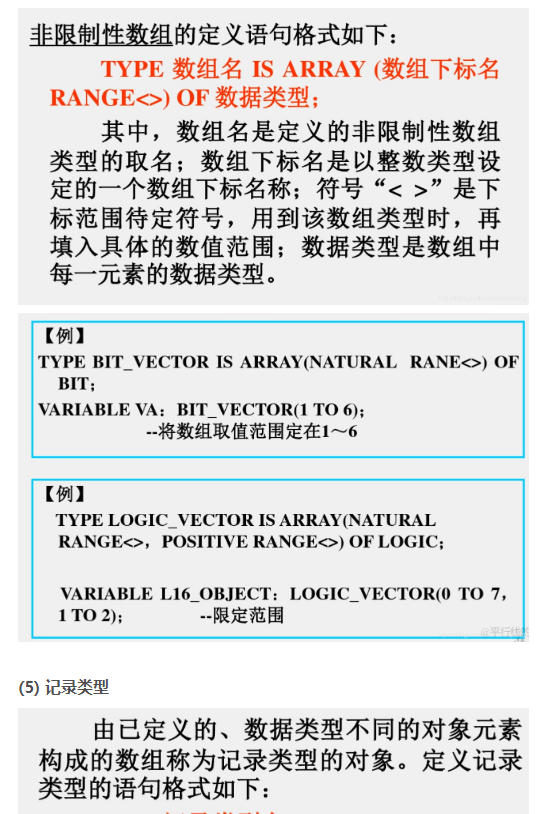 非限制性数组的定义语句格式如下：
TYPE 数组名 IS ARRAY (数组下标名
RANGE<>) OF 数据类型；
其中，数组名是定义的非限制性数组
类型的取名；数组下标名是以整数类型设
定的一个数组下标名称；符号“< >”是下
标范围待定符号，用到该数组类型时，再
填入具体的数值范围；数据类型是数组中
每一元素的数据类型。
【例】
TYPE BIT_VECTOR IS ARRAY(NATURAL RANE<>) OF
BIT；
VARIABLE VA：BIT_VECTOR(1 TO 6)；
--将数组取值范围定在1～6
【例】
TYPE LOGIC_VECTOR IS ARRAY(NATURAL
RANGE<>，POSITIVE RANGE<>) OF LOGIC；
VARIABLE L16_OBJECT：LOGIC_VECTOR(0 TO 7，
1 TO 2)； --限定范围
(5) 记录类型
由已定义的、数据类型不同的对象元素
构成的数组称为记录类型的对象。定义记录
类型的语句格式如下：